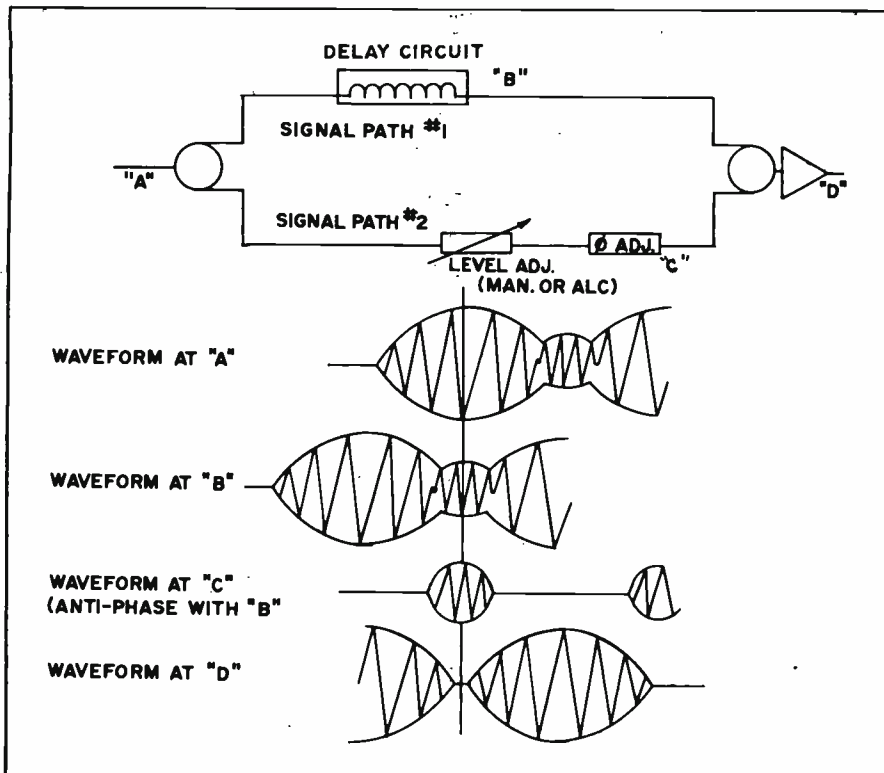 DELAY CIRCUIT
"B"
SIGNAL PATH #1
"A"
"D"
SIGNAL PATH #2
Ø ADJ.
"C"
LEVEL ADJ.
(MAN. OR ALC)
WAVEFORM AT "A"
WAVEFORM AT "B"
WAVEFORM AT "C"
(ANTI-PHASE WITH "B"
WAVEFORM AT "D"